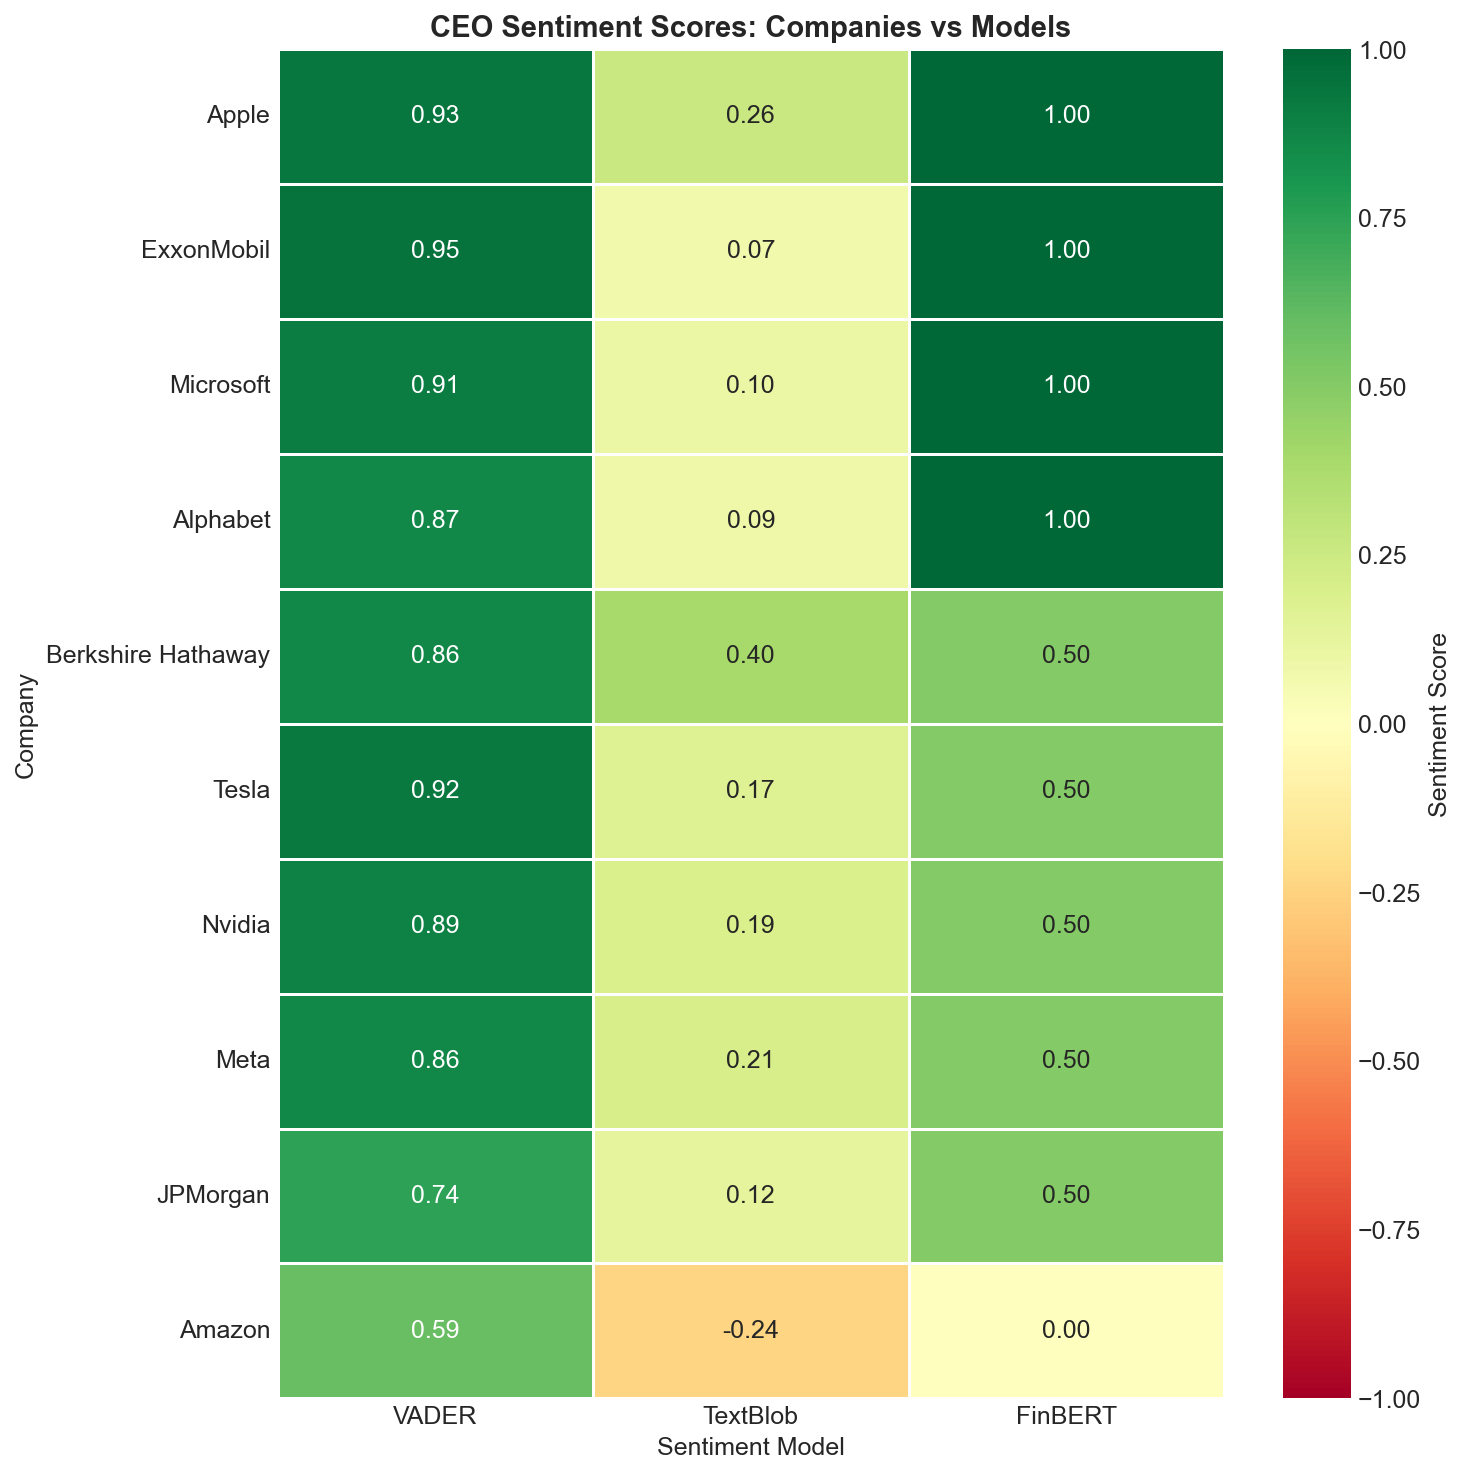 CEO Sentiment Scores: Companies vs Models
Company
Apple 0.93 0.26 1.00
ExxonMobil 0.95 0.07 1.00
Microsoft 0.91 0.10 1.00
Alphabet 0.87 0.09 1.00
Berkshire Hathaway 0.86 0.40 0.50
Tesla 0.92 0.17 0.50
Nvidia 0.89 0.19 0.50
Meta 0.86 0.21 0.50
JPMorgan 0.74 0.12 0.50
Amazon 0.59 -0.24 0.00
VADER TextBlob FinBERT
Sentiment Model
1.00
0.75
0.50
0.25
0.00
−0.25
−0.50
−0.75
−1.00
Sentiment Score